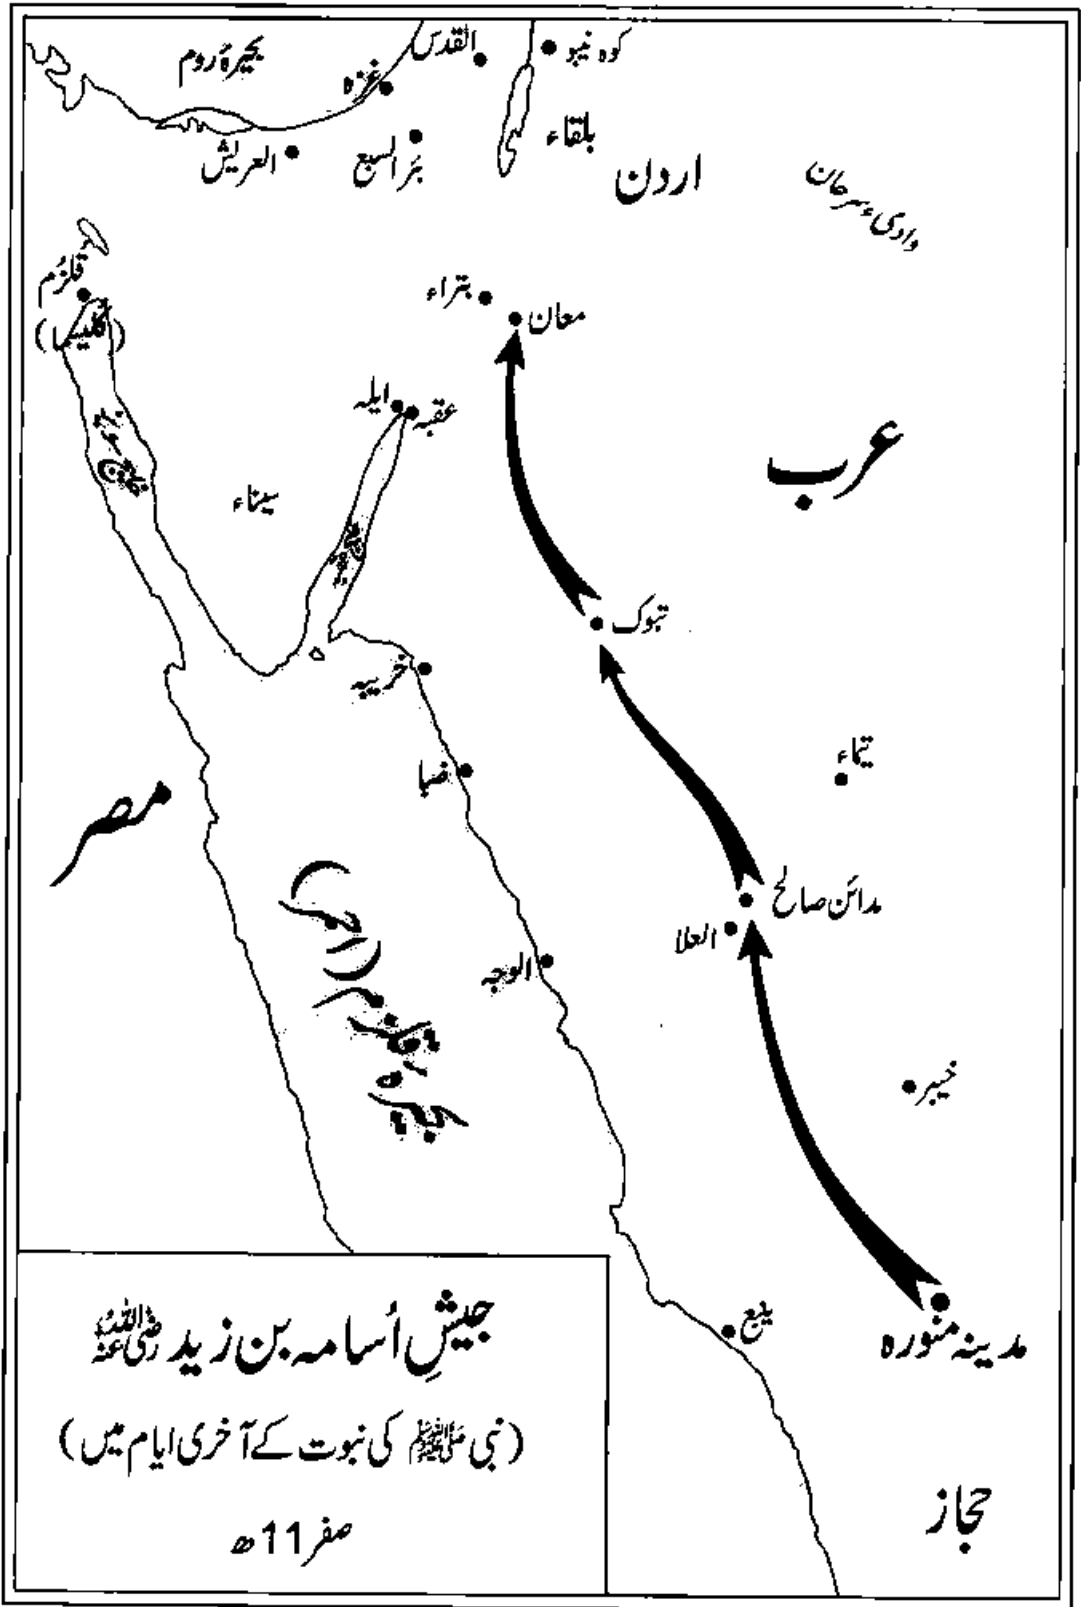 بحیرۂ روم
القدس
کوہ نیبو
غزہ
بلقاء
العریش
بئر السبع
اردن
وادیٔ سرحان
قلزم
(کلیسما)
بتراء
معان
ایلہ
عقبہ
عرب
سیناء
تبوک
خریبہ
ضبا
تیماء
مصر
مدائن صالح
العلا
الوجہ
خیبر
ینبع
مدینہ منورہ
حجاز
جیشِ اُسامہ بن زید رضی اللہ عنہ
(نبی ﷺ کی نبوت کے آخری ایام میں)
صفر 11ھ